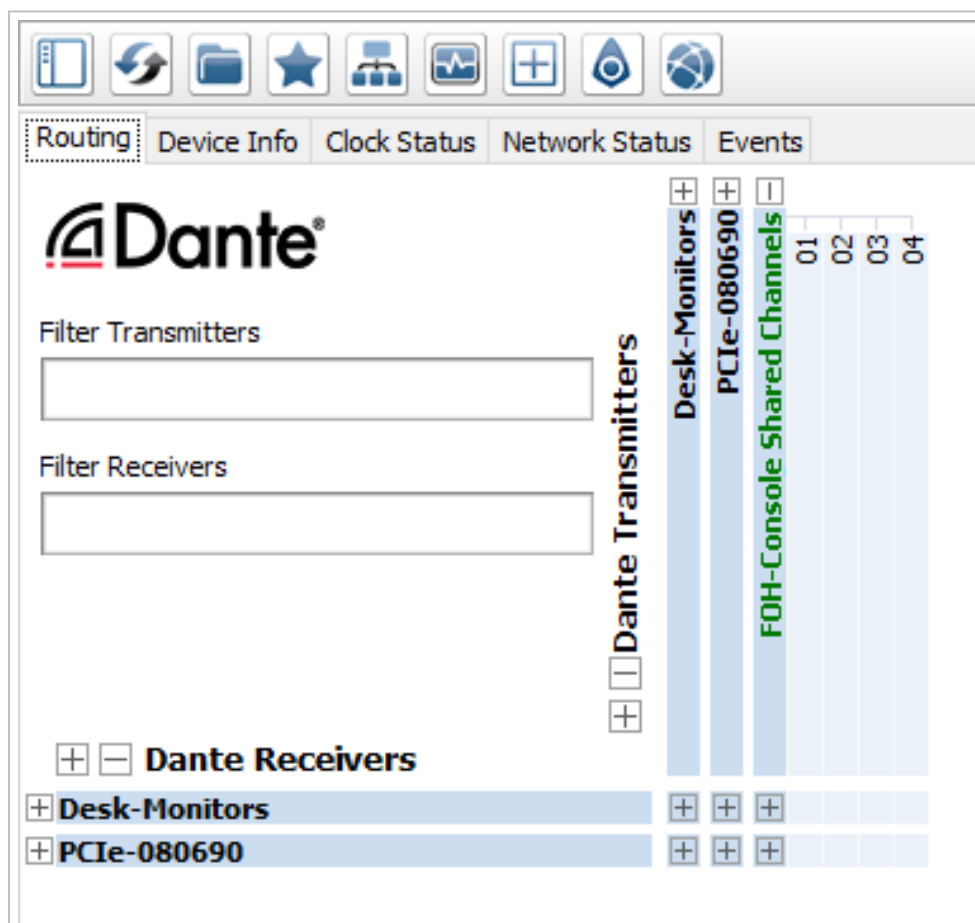 Routing
Device Info
Clock Status
Network Status
Events
Dante®
Filter Transmitters
Filter Receivers
Dante Transmitters
Desk-Monitors
PCIe-080690
FOH-Console Shared Channels
01
02
03
04
Dante Receivers
Desk-Monitors
PCIe-080690